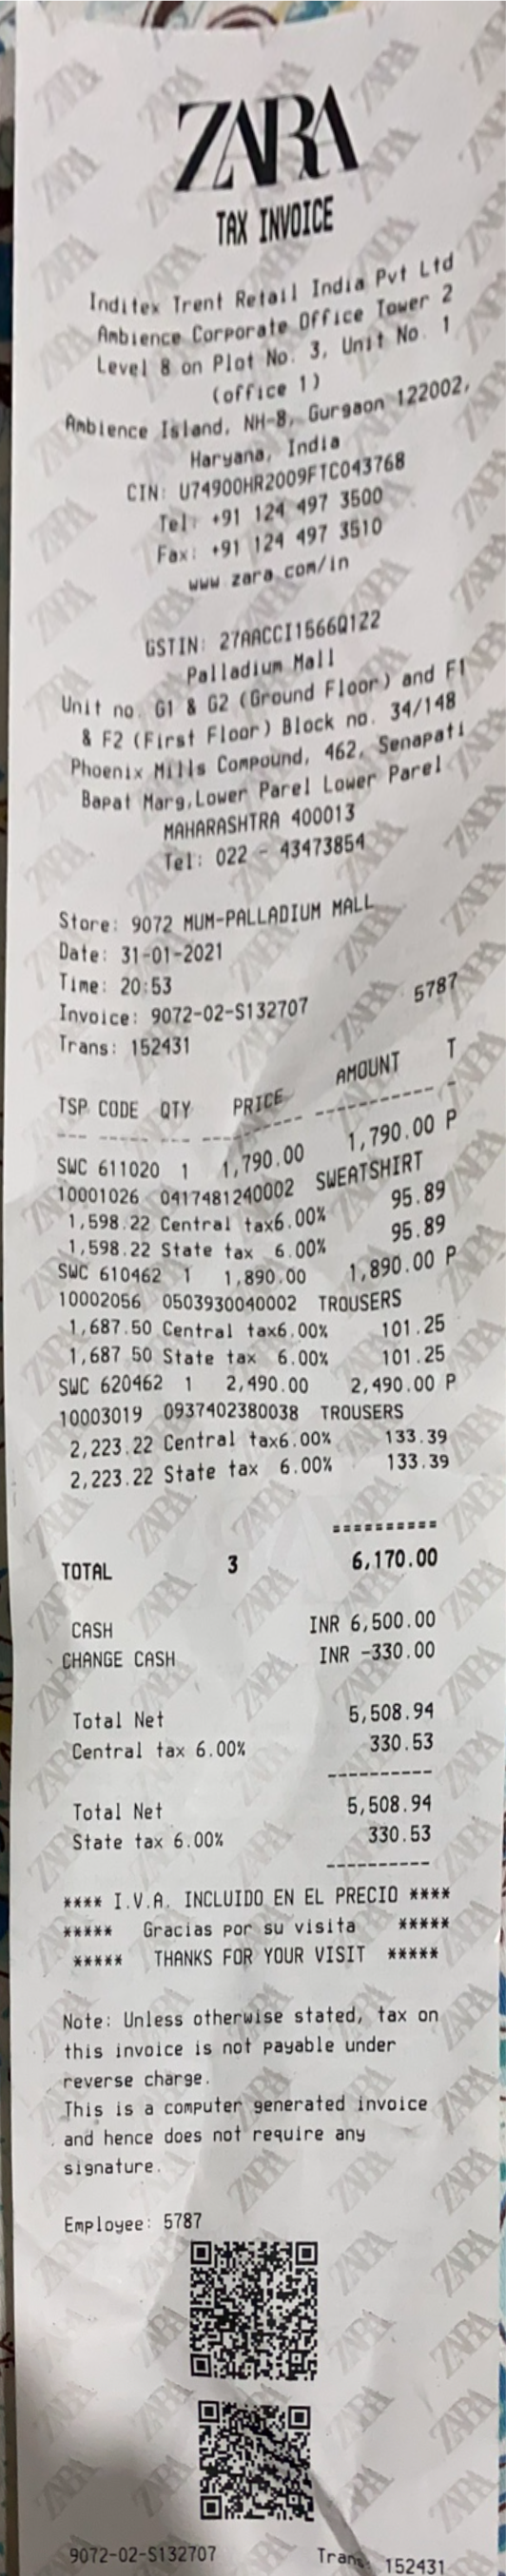 ZARA
TAX INVOICE
Inditex Trent Retail India Pvt Ltd
Ambience Corporate Office Tower 2
Level 8 on Plot No. 3, Unit No. 1
(office 1)
Ambience Island, NH-8, Gurgaon 122002,
Haryana, India
CIN: U74900HR2009FTC043768
Tel: +91 124 497 3500
Fax: +91 124 497 3510
www.zara.com/in
GSTIN: 27AACCI1566Q1Z2
Palladium Mall
Unit no. G1 & G2 (Ground Floor) and F1
& F2 (First Floor) Block no. 34/148
Phoenix Mills Compound, 462, Senapati
Bapat Marg,Lower Parel Lower Parel
MAHARASHTRA 400013
Tel: 022 - 43473854
Store: 9072 MUM-PALLADIUM MALL
Date: 31-01-2021
Time: 20:53 5787
Invoice: 9072-02-S132707
Trans: 152431
TSP CODE QTY PRICE AMOUNT T
--- ---- --- ------- ---------- -
SWC 611020 1 1,790.00 1,790.00 P
10001026 0417481240002 SWEATSHIRT
1,598.22 Central tax6.00% 95.89
1,598.22 State tax 6.00% 95.89
SWC 610462 1 1,890.00 1,890.00 P
10002056 0503930040002 TROUSERS
1,687.50 Central tax6.00% 101.25
1,687.50 State tax 6.00% 101.25
SWC 620462 1 2,490.00 2,490.00 P
10003019 0937402380038 TROUSERS
2,223.22 Central tax6.00% 133.39
2,223.22 State tax 6.00% 133.39
==========
TOTAL 3 6,170.00
CASH INR 6,500.00
CHANGE CASH INR -330.00
Total Net 5,508.94
Central tax 6.00% 330.53
----------
Total Net 5,508.94
State tax 6.00% 330.53
----------
**** I.V.A. INCLUIDO EN EL PRECIO ****
***** Gracias por su visita *****
***** THANKS FOR YOUR VISIT *****
Note: Unless otherwise stated, tax on
this invoice is not payable under
reverse charge.
This is a computer generated invoice
and hence does not require any
signature.
Employee: 5787
9072-02-S132707 Trans: 152431